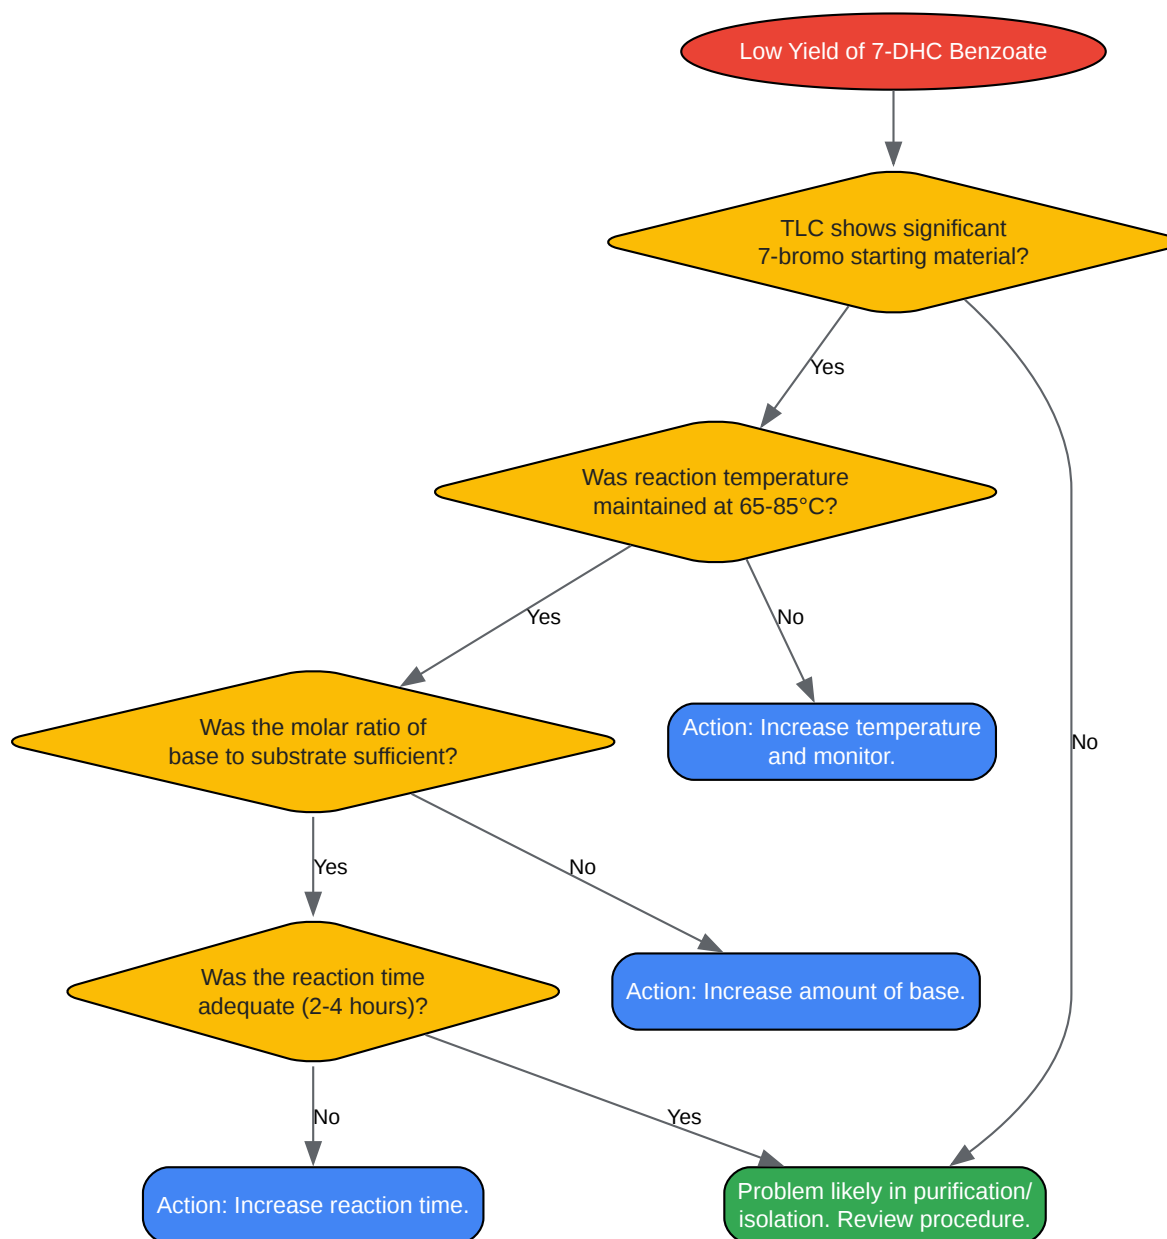 Low Yield of 7-DHC Benzoate
TLC shows significant
7-bromo starting material?
Yes
Was reaction temperature
maintained at 65-85°C?
Yes
No
Was the molar ratio of
base to substrate sufficient?
Action: Increase temperature
and monitor.
No
Yes
No
Was the reaction time
adequate (2-4 hours)?
Action: Increase amount of base.
No
Yes
Action: Increase reaction time.
Problem likely in purification/
isolation. Review procedure.